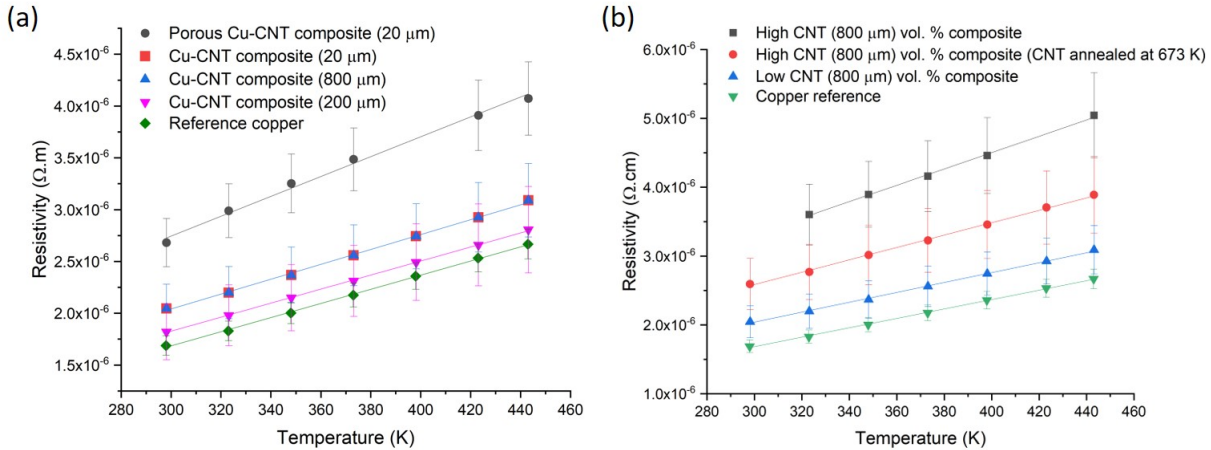 (a)
Porous Cu-CNT composite (20 μm)
Cu-CNT composite (20 μm)
Cu-CNT composite (800 μm)
Cu-CNT composite (200 μm)
Reference copper
4.5x10⁻⁶
4.0x10⁻⁶
3.5x10⁻⁶
3.0x10⁻⁶
2.5x10⁻⁶
2.0x10⁻⁶
1.5x10⁻⁶
Resistivity (Ω.m)
280 300 320 340 360 380 400 420 440 460
Temperature (K)
(b)
High CNT (800 μm) vol. % composite
High CNT (800 μm) vol. % composite (CNT annealed at 673 K)
Low CNT (800 μm) vol. % composite
Copper reference
6.0x10⁻⁶
5.0x10⁻⁶
4.0x10⁻⁶
3.0x10⁻⁶
2.0x10⁻⁶
1.0x10⁻⁶
Resistivity (Ω.cm)
280 300 320 340 360 380 400 420 440 460
Temperature (K)